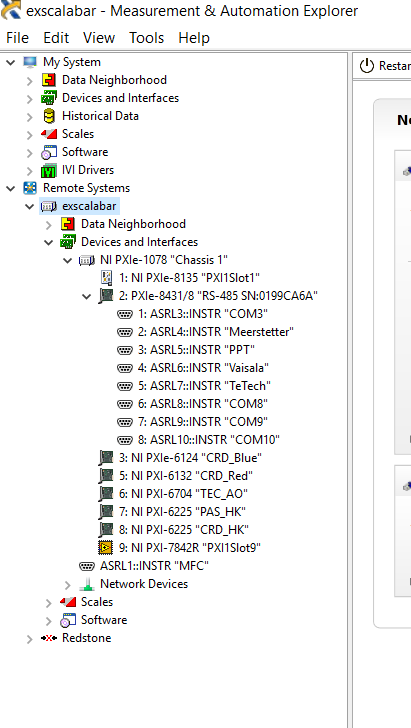 exscalabar - Measurement & Automation Explorer
File Edit View Tools Help
My System
Data Neighborhood
Devices and Interfaces
Historical Data
Scales
Software
IVI Drivers
Remote Systems
exscalabar
Data Neighborhood
Devices and Interfaces
NI PXIe-1078 "Chassis 1"
1: NI PXIe-8135 "PXI1Slot1"
2: PXIe-8431/8 "RS-485 SN:0199CA6A"
1: ASRL3::INSTR "COM3"
2: ASRL4::INSTR "Meerstetter"
3: ASRL5::INSTR "PPT"
4: ASRL6::INSTR "Vaisala"
5: ASRL7::INSTR "TeTech"
6: ASRL8::INSTR "COM8"
7: ASRL9::INSTR "COM9"
8: ASRL10::INSTR "COM10"
3: NI PXIe-6124 "CRD_Blue"
5: NI PXI-6132 "CRD_Red"
6: NI PXI-6704 "TEC_AO"
7: NI PXI-6225 "PAS_HK"
8: NI PXI-6225 "CRD_HK"
9: NI PXI-7842R "PXI1Slot9"
ASRL1::INSTR "MFC"
Network Devices
Scales
Software
Redstone
Restar